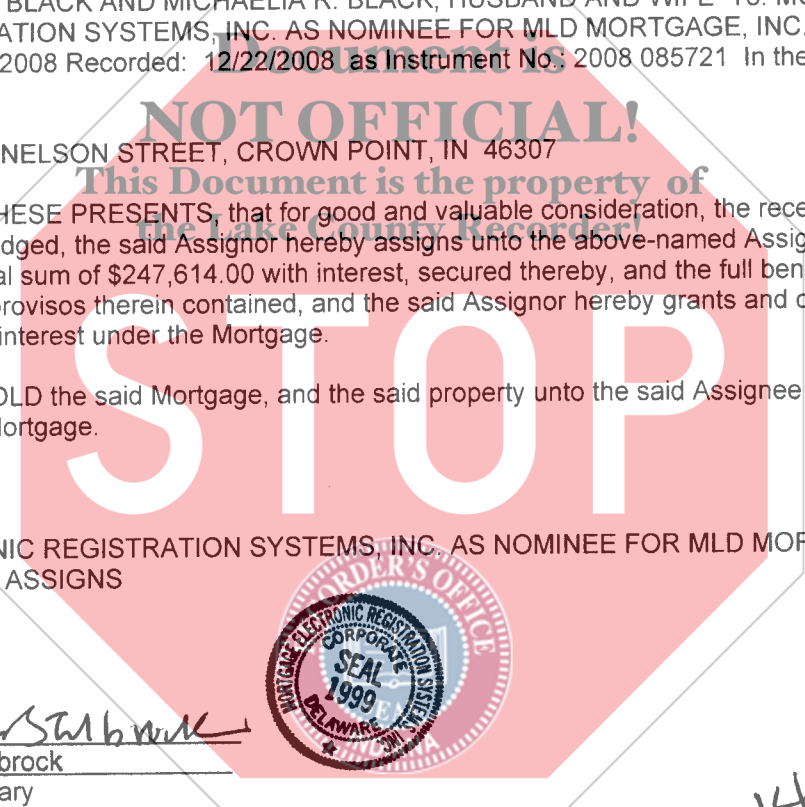 BLACK AND MICHAELIA R. BLACK, HUSBAND AND WIFE To: MO
ATION SYSTEMS, INC. AS NOMINEE FOR MLD MORTGAGE, INC.
2008 Recorded: 12/22/2008 as Instrument No.: 2008 085721 In the
Document is
NOT OFFICIAL!
NELSON STREET, CROWN POINT, IN 46307
This Document is the property of
HESE PRESENTS, that for good and valuable consideration, the rece
the Lake County Recorder!
dged, the said Assignor hereby assigns unto the above-named Assig
al sum of $247,614.00 with interest, secured thereby, and the full ben
rovisos therein contained, and the said Assignor hereby grants and c
interest under the Mortgage.
STOP
OLD the said Mortgage, and the said property unto the said Assignee
ortgage.
NIC REGISTRATION SYSTEMS, INC. AS NOMINEE FOR MLD MOR
ASSIGNS
ORDER'S OFFICE
MORTGAGE ELECTRONIC REGISTRATION SYSTEMS, INC.
CORPORATE
SEAL
1999
DELAWARE
INDIANA
brock
ary